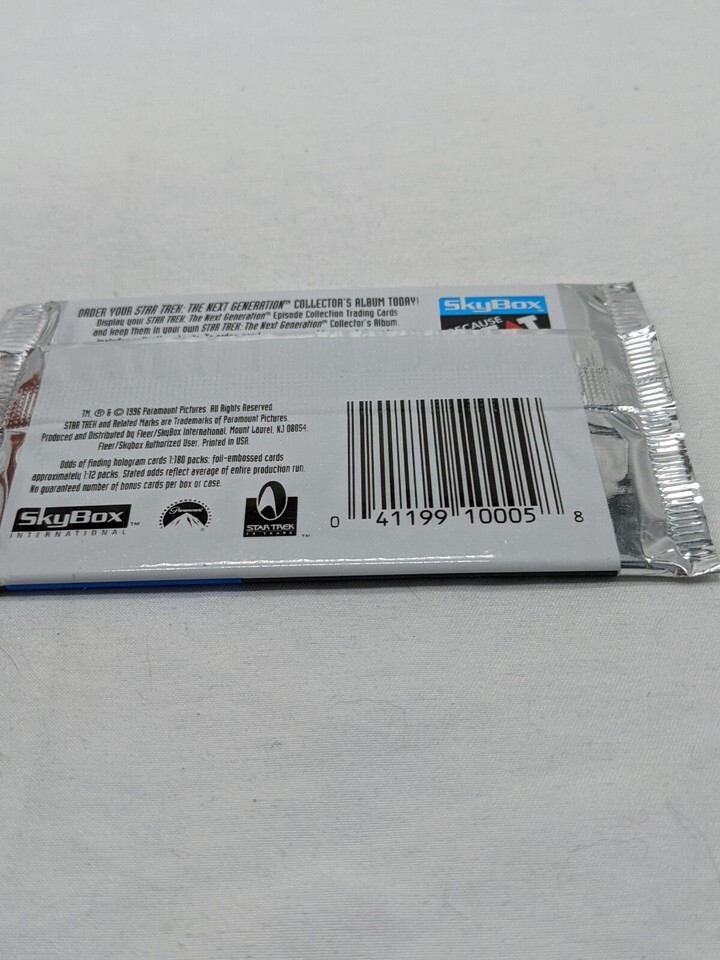 ORDER YOUR STAR TREK: THE NEXT GENERATION™ COLLECTOR'S ALBUM TODAY!
Display your STAR TREK: The Next Generation™ Episode Collection Trading Cards
and keep them in your own STAR TREK: The Next Generation™ Collector's Album
SkyBox
BECAUSE
TM, ® & © 1996 Paramount Pictures. All Rights Reserved.
STAR TREK and Related Marks are Trademarks of Paramount Pictures.
Produced and Distributed by Fleer/SkyBox International, Mount Laurel, NJ 08054.
Fleer/Skybox Authorized User. Printed in USA.
Odds of finding hologram cards 1:180 packs; foil-embossed cards
approximately 1:12 packs. Stated odds reflect average of entire production run.
No guaranteed number of bonus cards per box or case.
SkyBox™
INTERNATIONAL
Paramount
STAR TREK™
0 41199 10005 8